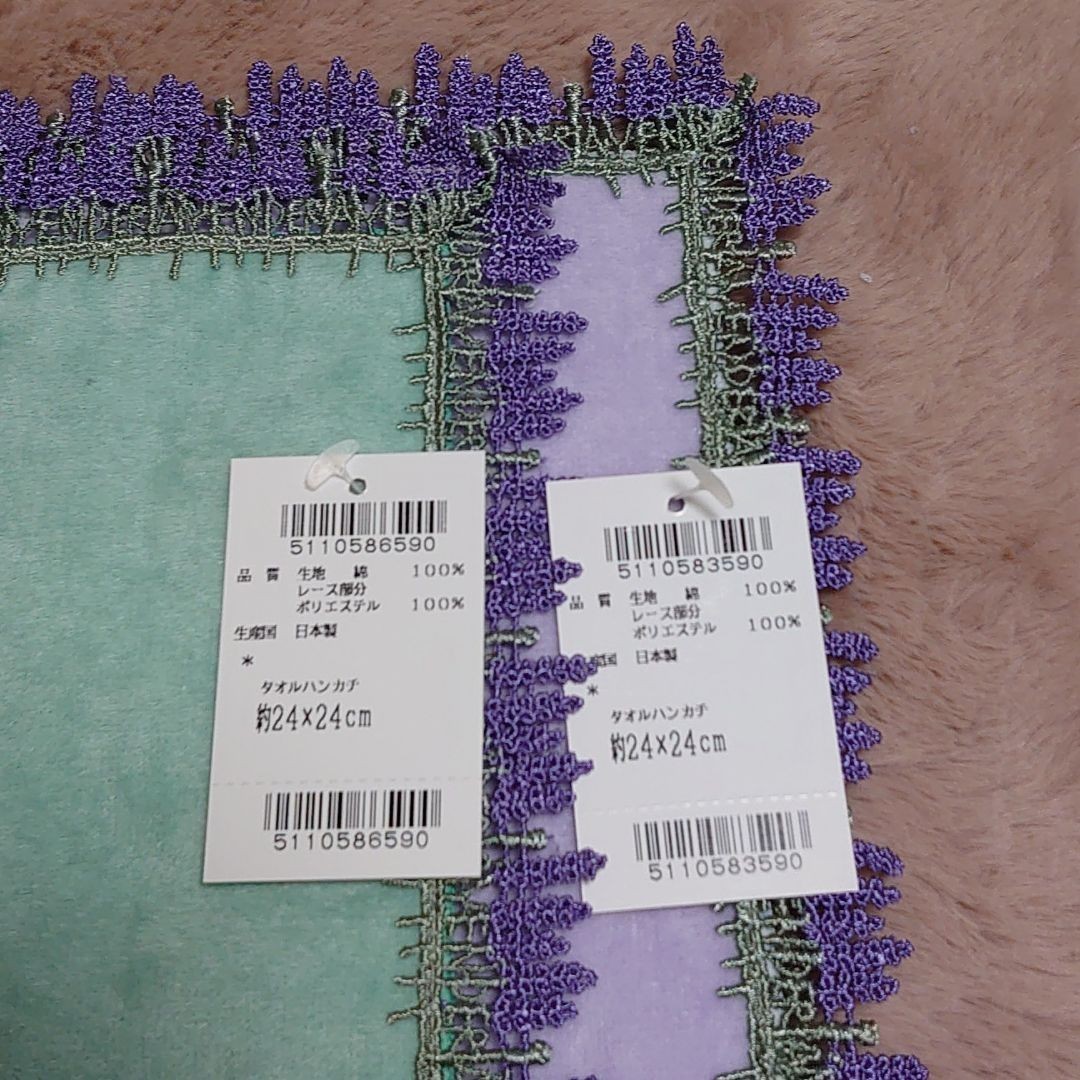 LAVENDER
5110586590
品質 生地 綿 100%
レース部分
ポリエステル 100%
生産国 日本製
*
タオルハンカチ
約24×24cm
5110586590
5110583590
品質 生地 綿 100%
レース部分
ポリエステル 100%
産国 日本製
*
タオルハンカチ
約24×24cm
5110583590